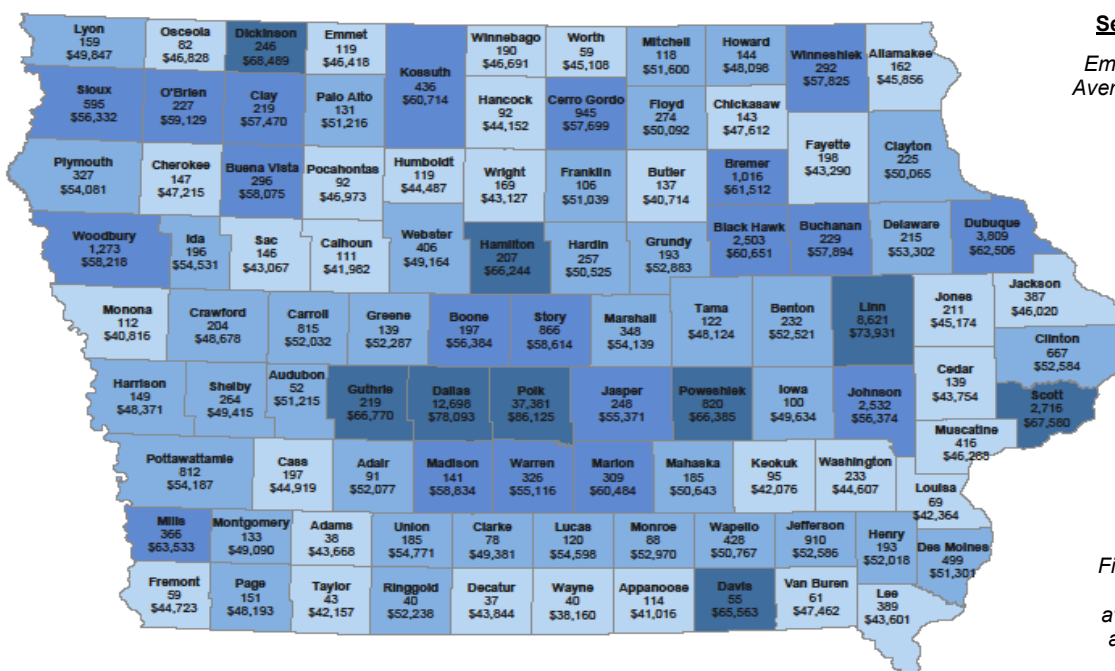 Lyon
159
$49,847
Osceola
82
$46,828
Dickinson
246
$68,489
Emmet
119
$46,418
Kossuth
436
$60,714
Winnebago
190
$46,691
Worth
59
$45,108
Mitchell
118
$51,600
Howard
144
$48,098
Winneshiek
292
$57,825
Allamakee
162
$45,856
Sioux
595
$56,332
O'Brien
227
$59,129
Clay
219
$57,470
Palo Alto
131
$51,216
Hancock
92
$44,152
Cerro Gordo
945
$57,699
Floyd
274
$50,092
Chickasaw
143
$47,612
Fayette
198
$43,290
Clayton
225
$50,065
Plymouth
327
$54,081
Cherokee
147
$47,215
Buena Vista
296
$58,075
Pocahontas
92
$46,973
Humboldt
119
$44,487
Wright
169
$43,127
Franklin
106
$51,039
Butler
137
$40,714
Bremer
1,016
$61,512
Woodbury
1,273
$58,218
Ida
196
$54,531
Sac
146
$43,067
Calhoun
111
$41,982
Webster
406
$49,164
Hamilton
207
$66,244
Hardin
257
$50,525
Grundy
193
$52,883
Black Hawk
2,503
$60,651
Buchanan
229
$57,894
Delaware
215
$53,302
Dubuque
3,809
$62,506
Monona
112
$40,816
Crawford
204
$48,678
Carroll
815
$52,032
Greene
139
$52,287
Boone
197
$56,384
Story
866
$58,614
Marshall
348
$54,139
Tama
122
$48,124
Benton
232
$52,521
Linn
8,621
$73,931
Jones
211
$45,174
Jackson
387
$46,020
Clinton
667
$52,584
Cedar
139
$43,754
Harrison
149
$48,371
Shelby
264
$49,415
Audubon
52
$51,215
Guthrie
219
$66,770
Dallas
12,698
$78,093
Polk
37,381
$86,125
Jasper
248
$55,371
Poweshiek
820
$66,385
Iowa
100
$49,634
Johnson
2,532
$56,374
Scott
2,716
$67,580
Muscatine
416
Pottawattamie
812
$54,187
Cass
197
$44,919
Adair
91
$52,077
Madison
141
$58,834
Warren
326
$55,116
Marion
309
$60,484
Mahaska
185
$50,643
Keokuk
95
$42,076
Washington
233
$44,607
Louisa
69
$42,364
Mills
366
$63,533
Montgomery
133
$49,090
Adams
38
$43,668
Union
185
$54,771
Clarke
78
$49,381
Lucas
120
$54,598
Monroe
88
$52,970
Wapello
428
$50,767
Jefferson
910
$52,586
Henry
193
$52,018
Des Moines
499
$51,301
Fremont
59
$44,723
Page
151
$48,193
Taylor
43
$42,157
Ringgold
40
$52,238
Decatur
37
$43,844
Wayne
40
$38,160
Appanoose
114
$41,016
Davis
55
$65,563
Van Buren
61
$47,462
Lee
389
$43,601
Se
Em
Aver
Fi
a
a